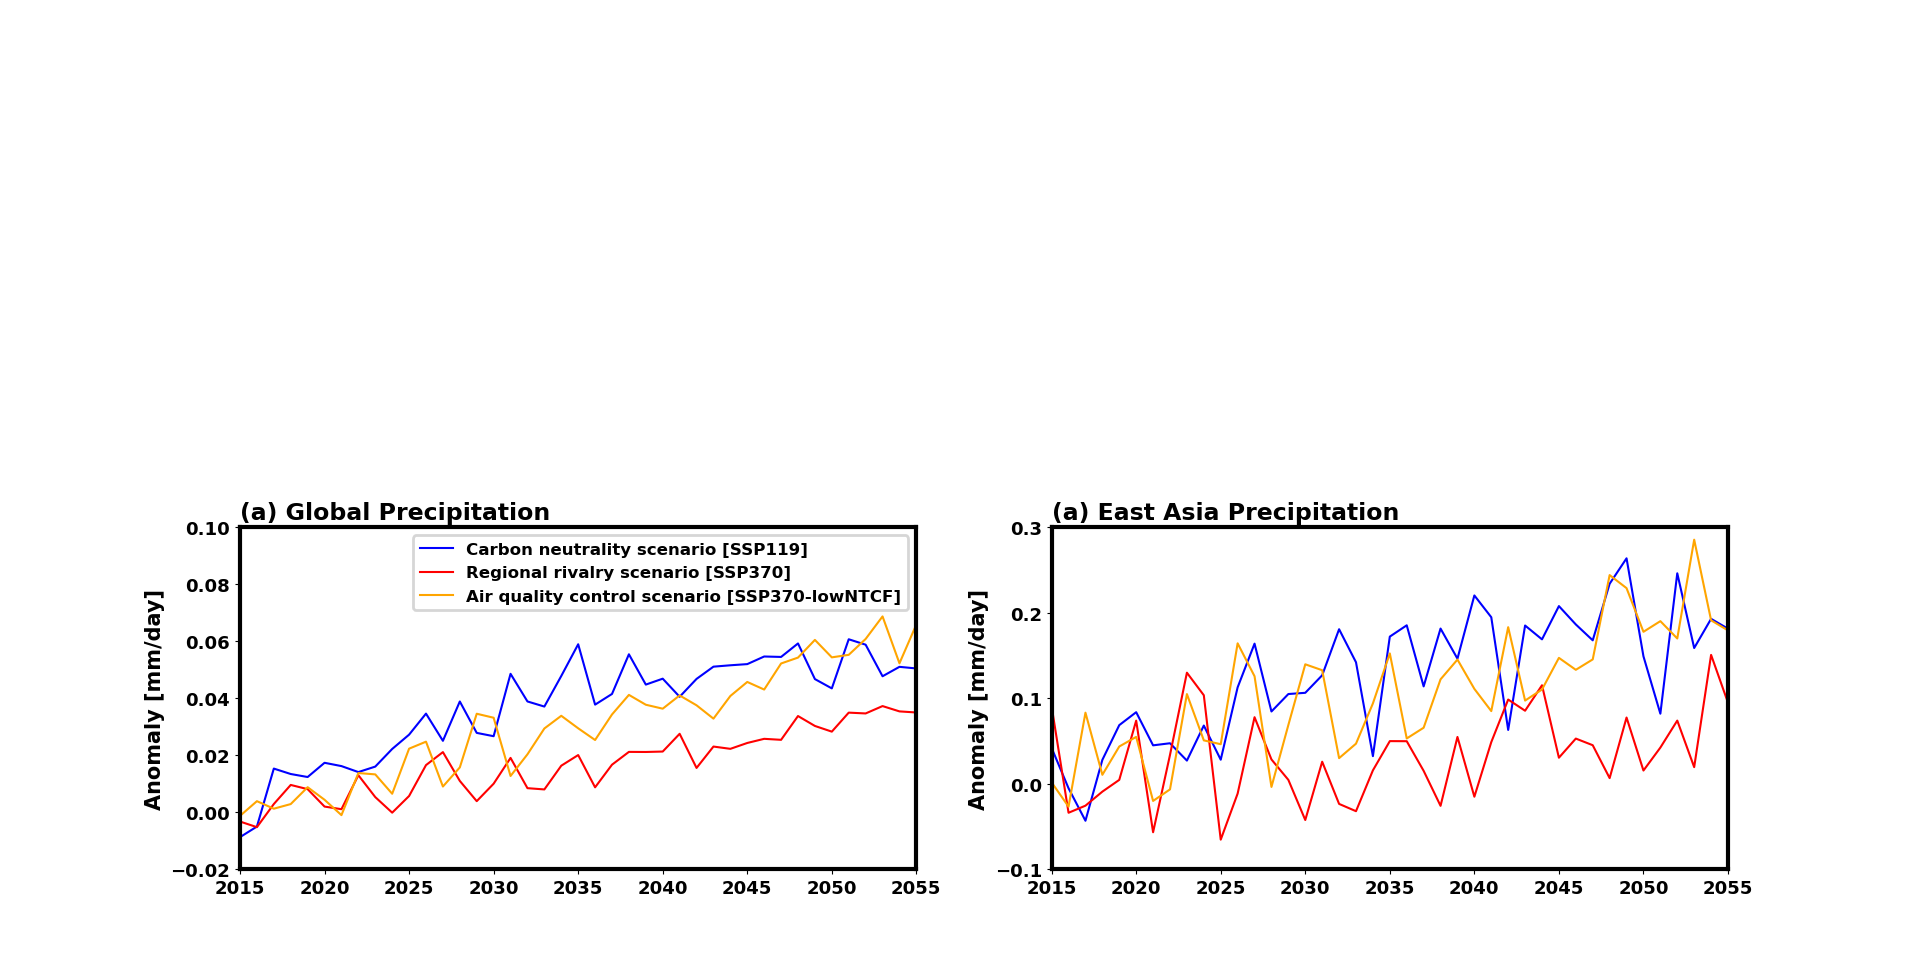 (a) Global Precipitation
0.10
0.08
0.06
0.04
0.02
0.00
−0.02
Anomaly [mm/day]
Carbon neutrality scenario [SSP119]
Regional rivalry scenario [SSP370]
Air quality control scenario [SSP370-lowNTCF]
2015 2020 2025 2030 2035 2040 2045 2050 2055
(a) East Asia Precipitation
0.3
0.2
0.1
0.0
−0.1
Anomaly [mm/day]
2015 2020 2025 2030 2035 2040 2045 2050 2055